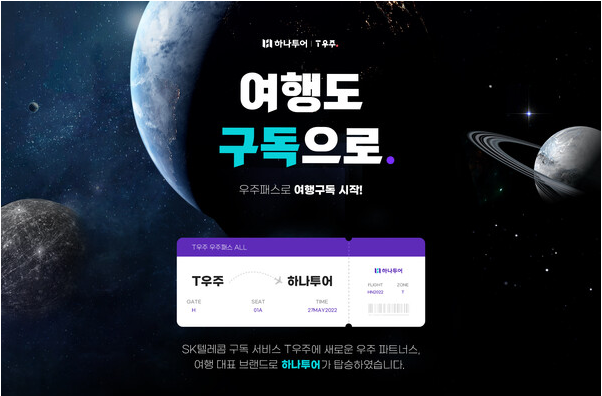 하나투어 | T우주.
여행도
구독으로.
우주패스로 여행구독 시작!
T우주 우주패스 ALL
T우주 하나투어
GATE SEAT TIME
H 01A 27MAY2022
하나투어
FLIGHT ZONE
HN2022 T
SK텔레콤 구독 서비스 T우주에 새로운 우주 파트너스,
여행 대표 브랜드로 하나투어가 탑승하였습니다.